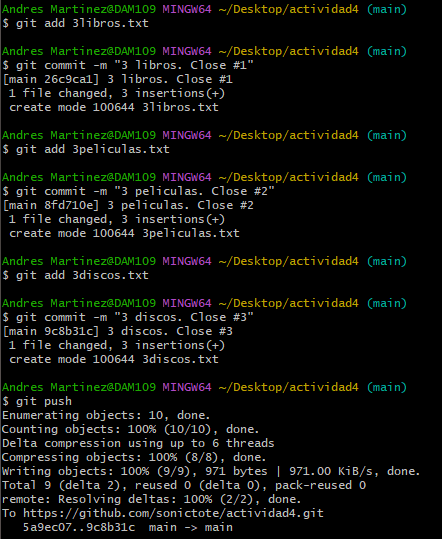 Andres Martinez@DAM109 MINGW64 ~/Desktop/actividad4 (main)
$ git add 3libros.txt
Andres Martinez@DAM109 MINGW64 ~/Desktop/actividad4 (main)
$ git commit -m "3 libros. Close #1"
[main 26c9ca1] 3 libros. Close #1
 1 file changed, 3 insertions(+)
 create mode 100644 3libros.txt
Andres Martinez@DAM109 MINGW64 ~/Desktop/actividad4 (main)
$ git add 3peliculas.txt
Andres Martinez@DAM109 MINGW64 ~/Desktop/actividad4 (main)
$ git commit -m "3 peliculas. Close #2"
[main 8fd710e] 3 peliculas. Close #2
 1 file changed, 3 insertions(+)
 create mode 100644 3peliculas.txt
Andres Martinez@DAM109 MINGW64 ~/Desktop/actividad4 (main)
$ git add 3discos.txt
Andres Martinez@DAM109 MINGW64 ~/Desktop/actividad4 (main)
$ git commit -m "3 discos. Close #3"
[main 9c8b31c] 3 discos. Close #3
 1 file changed, 3 insertions(+)
 create mode 100644 3discos.txt
Andres Martinez@DAM109 MINGW64 ~/Desktop/actividad4 (main)
$ git push
Enumerating objects: 10, done.
Counting objects: 100% (10/10), done.
Delta compression using up to 6 threads
Compressing objects: 100% (8/8), done.
Writing objects: 100% (9/9), 971 bytes | 971.00 KiB/s, done.
Total 9 (delta 2), reused 0 (delta 0), pack-reused 0
remote: Resolving deltas: 100% (2/2), done.
To https://github.com/sonictote/actividad4.git
   5a9ec07..9c8b31c  main -> main